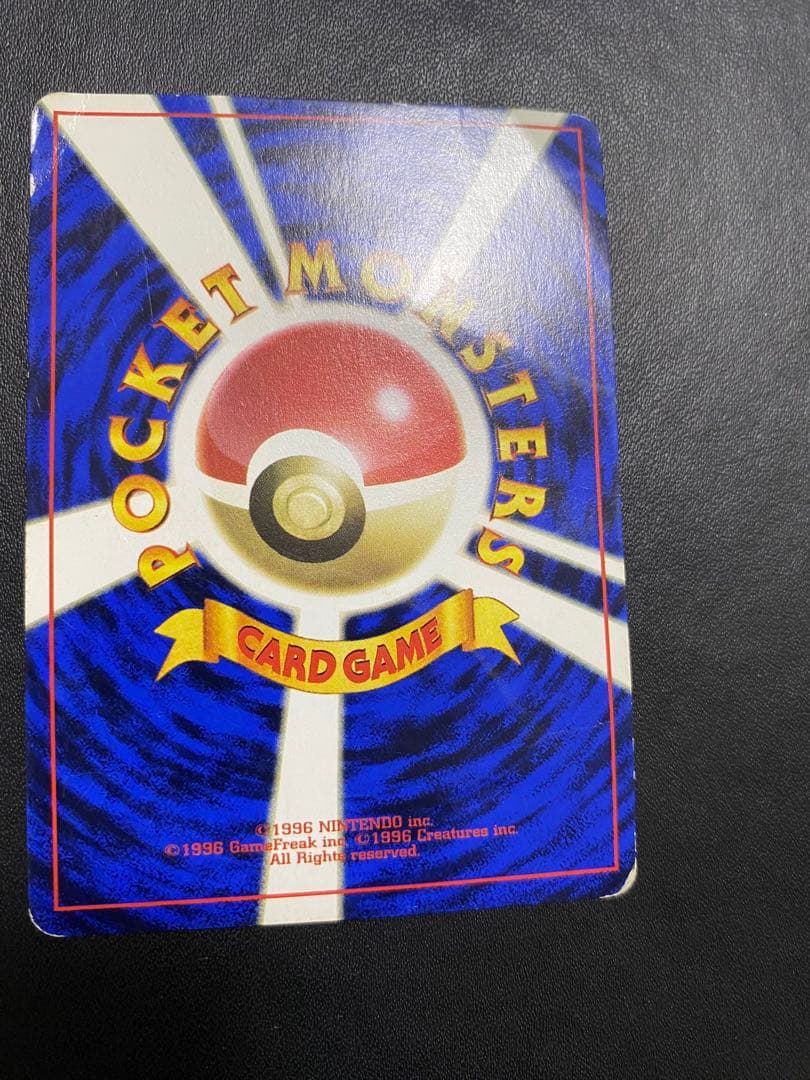 POCKET MONSTERS
CARD GAME
©1996 NINTENDO inc.
©1996 GameFreak inc. ©1996 Creatures inc.
All Rights reserved.